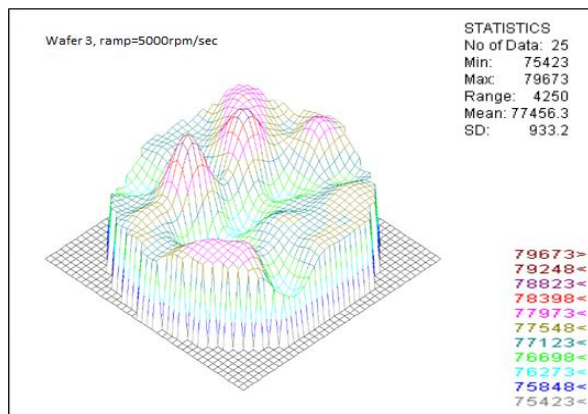 Wafer 3, ramp=5000rpm/sec
STATISTICS
No of Data: 25
Min: 75423
Max: 79673
Range: 4250
Mean: 77456.3
SD: 933.2
79673>
79248<
78823<
78398<
77973<
77548<
77123<
76698<
76273<
75848<
75423<